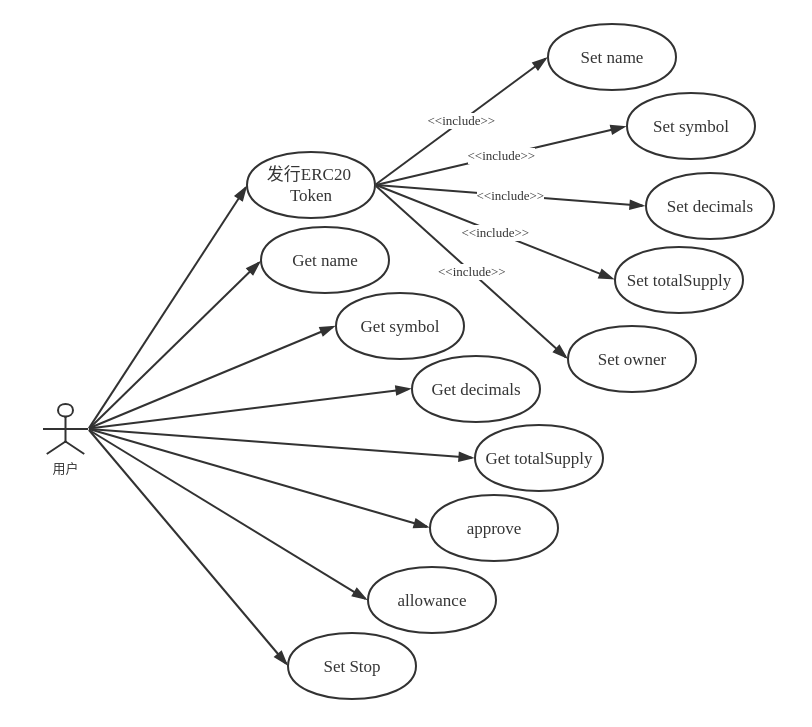 Set name
<<include>>
Set symbol
<<include>>
发行ERC20
Token
<<include>>
Set decimals
<<include>>
Get name
<<include>>
Set totalSupply
Get symbol
Set owner
Get decimals
用户
Get totalSupply
approve
allowance
Set Stop